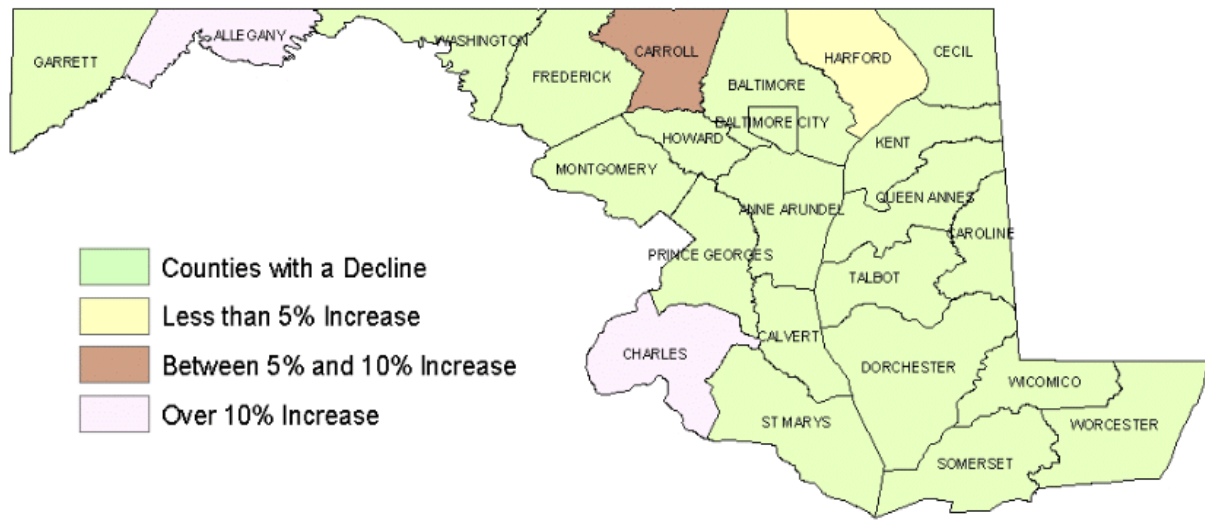 GARRETT
ALLEGANY
WASHINGTON
FREDERICK
CARROLL
BALTIMORE
HARFORD
CECIL
BALTIMORE CITY
HOWARD
KENT
MONTGOMERY
QUEEN ANNES
ANNE ARUNDEL
CAROLINE
PRINCE GEORGES
TALBOT
CALVERT
CHARLES
DORCHESTER
WICOMICO
ST MARYS
WORCESTER
SOMERSET
Counties with a Decline
Less than 5% Increase
Between 5% and 10% Increase
Over 10% Increase